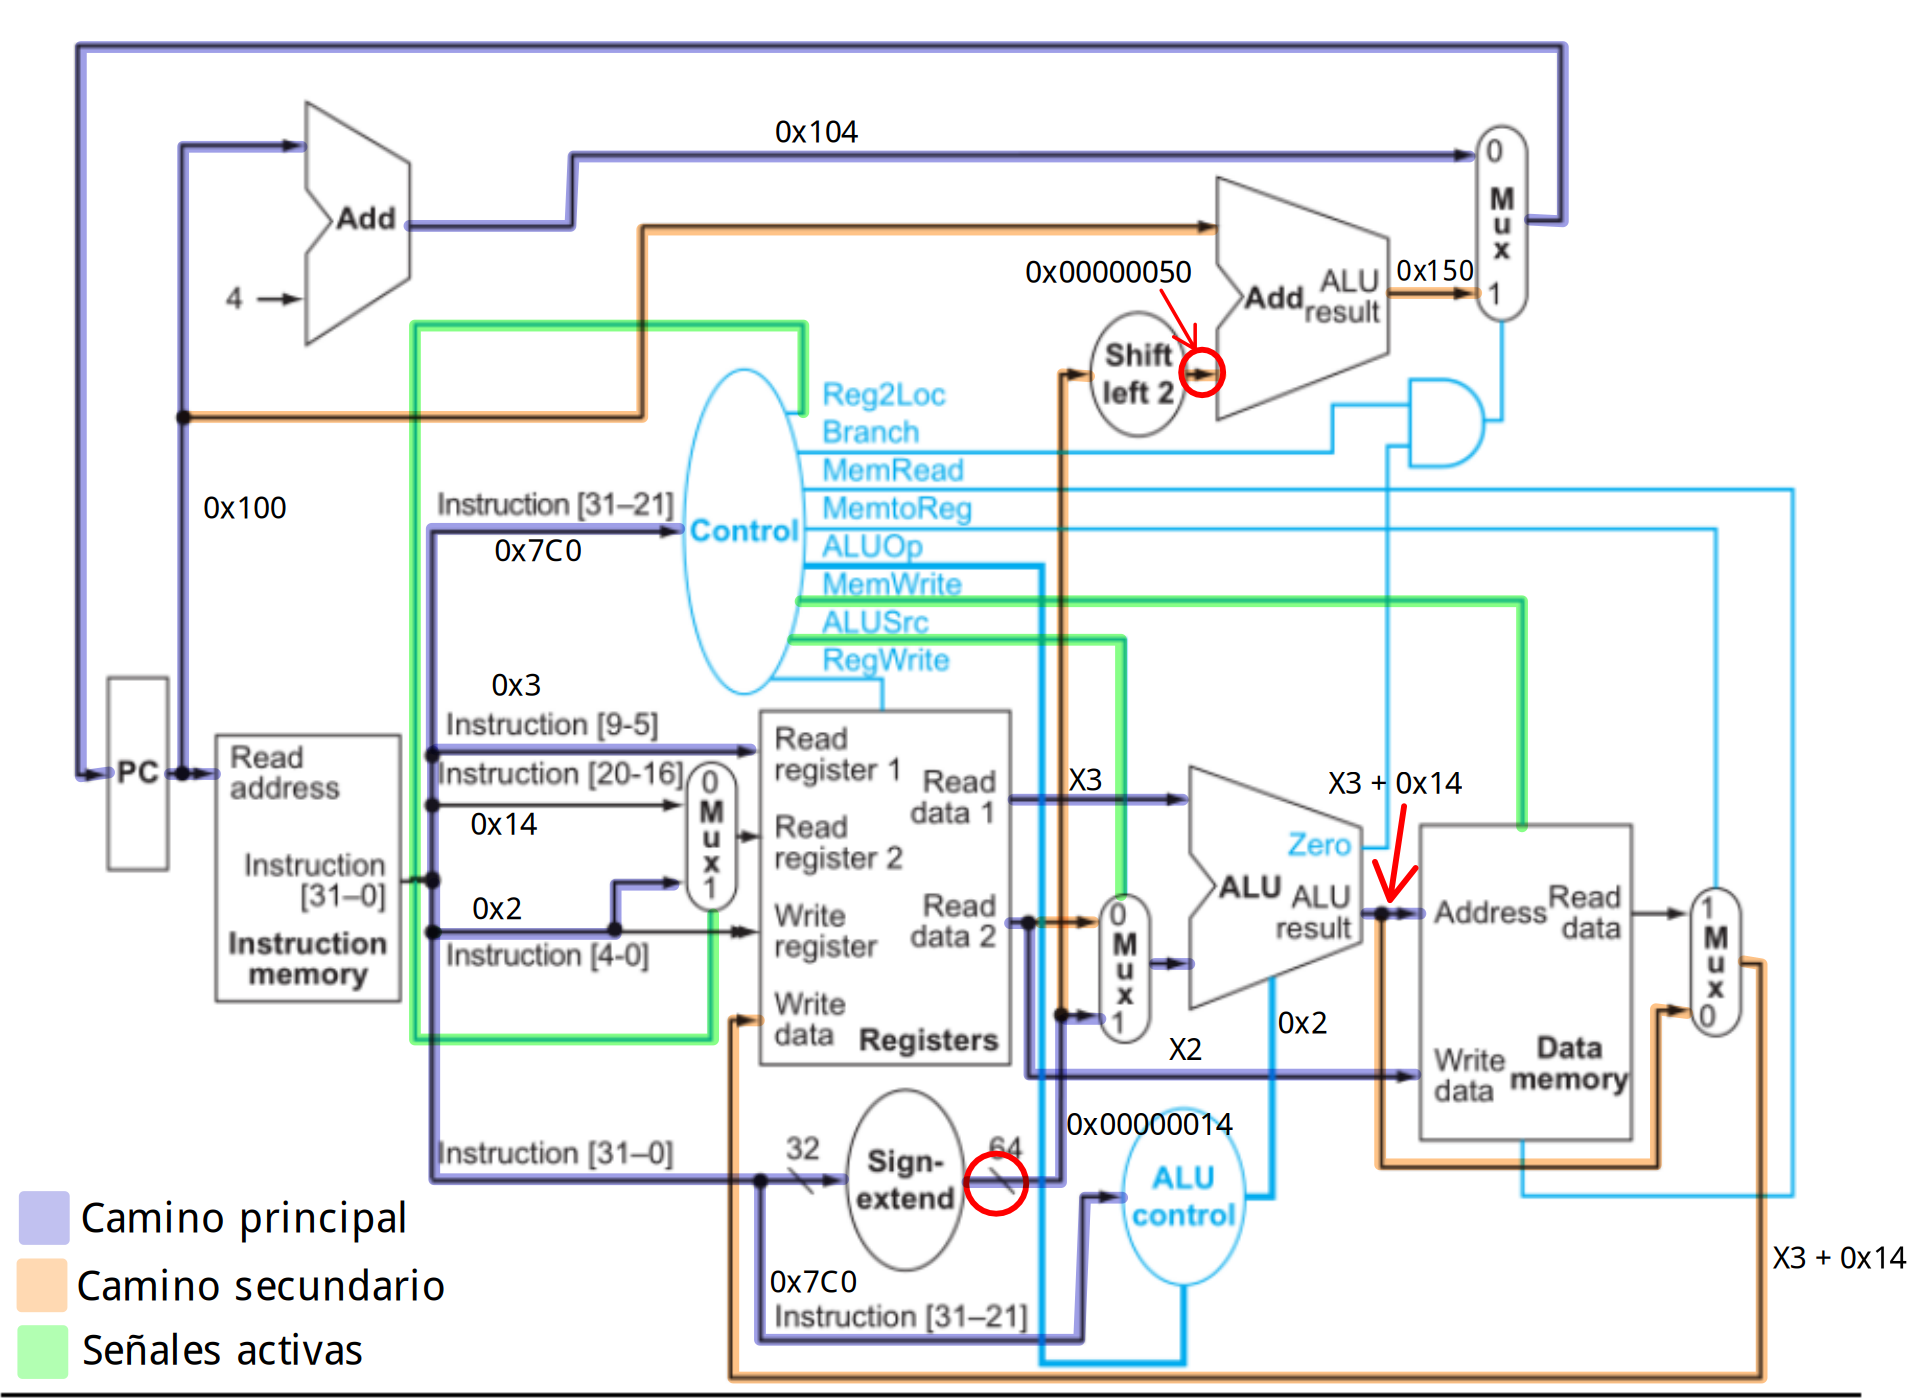 0x104
0
M
u
x
1
Add
4
0x00000050
ALU
Add result
0x150
Shift
left 2
Reg2Loc
Branch
MemRead
MemtoReg
ALUOp
MemWrite
ALUSrc
RegWrite
Control
Instruction [31–21]
0x7C0
0x100
0x3
Instruction [9-5]
Instruction [20-16]
0x14
0x2
Instruction [4-0]
0
M
u
x
1
PC
Read
address
Instruction
[31–0]
Instruction
memory
Read
register 1
Read
register 2
Write
register
Write
data
Read
data 1
Read
data 2
Registers
X3
0
M
u
x
1
X2
Zero
ALU
ALU
result
0x2
X3 + 0x14
Address
Read
data
Write
data
Data
memory
1
M
u
x
0
Instruction [31–0]
32
Sign-
extend
64
0x00000014
ALU
control
0x7C0
Instruction [31–21]
X3 + 0x14
Camino principal
Camino secundario
Señales activas